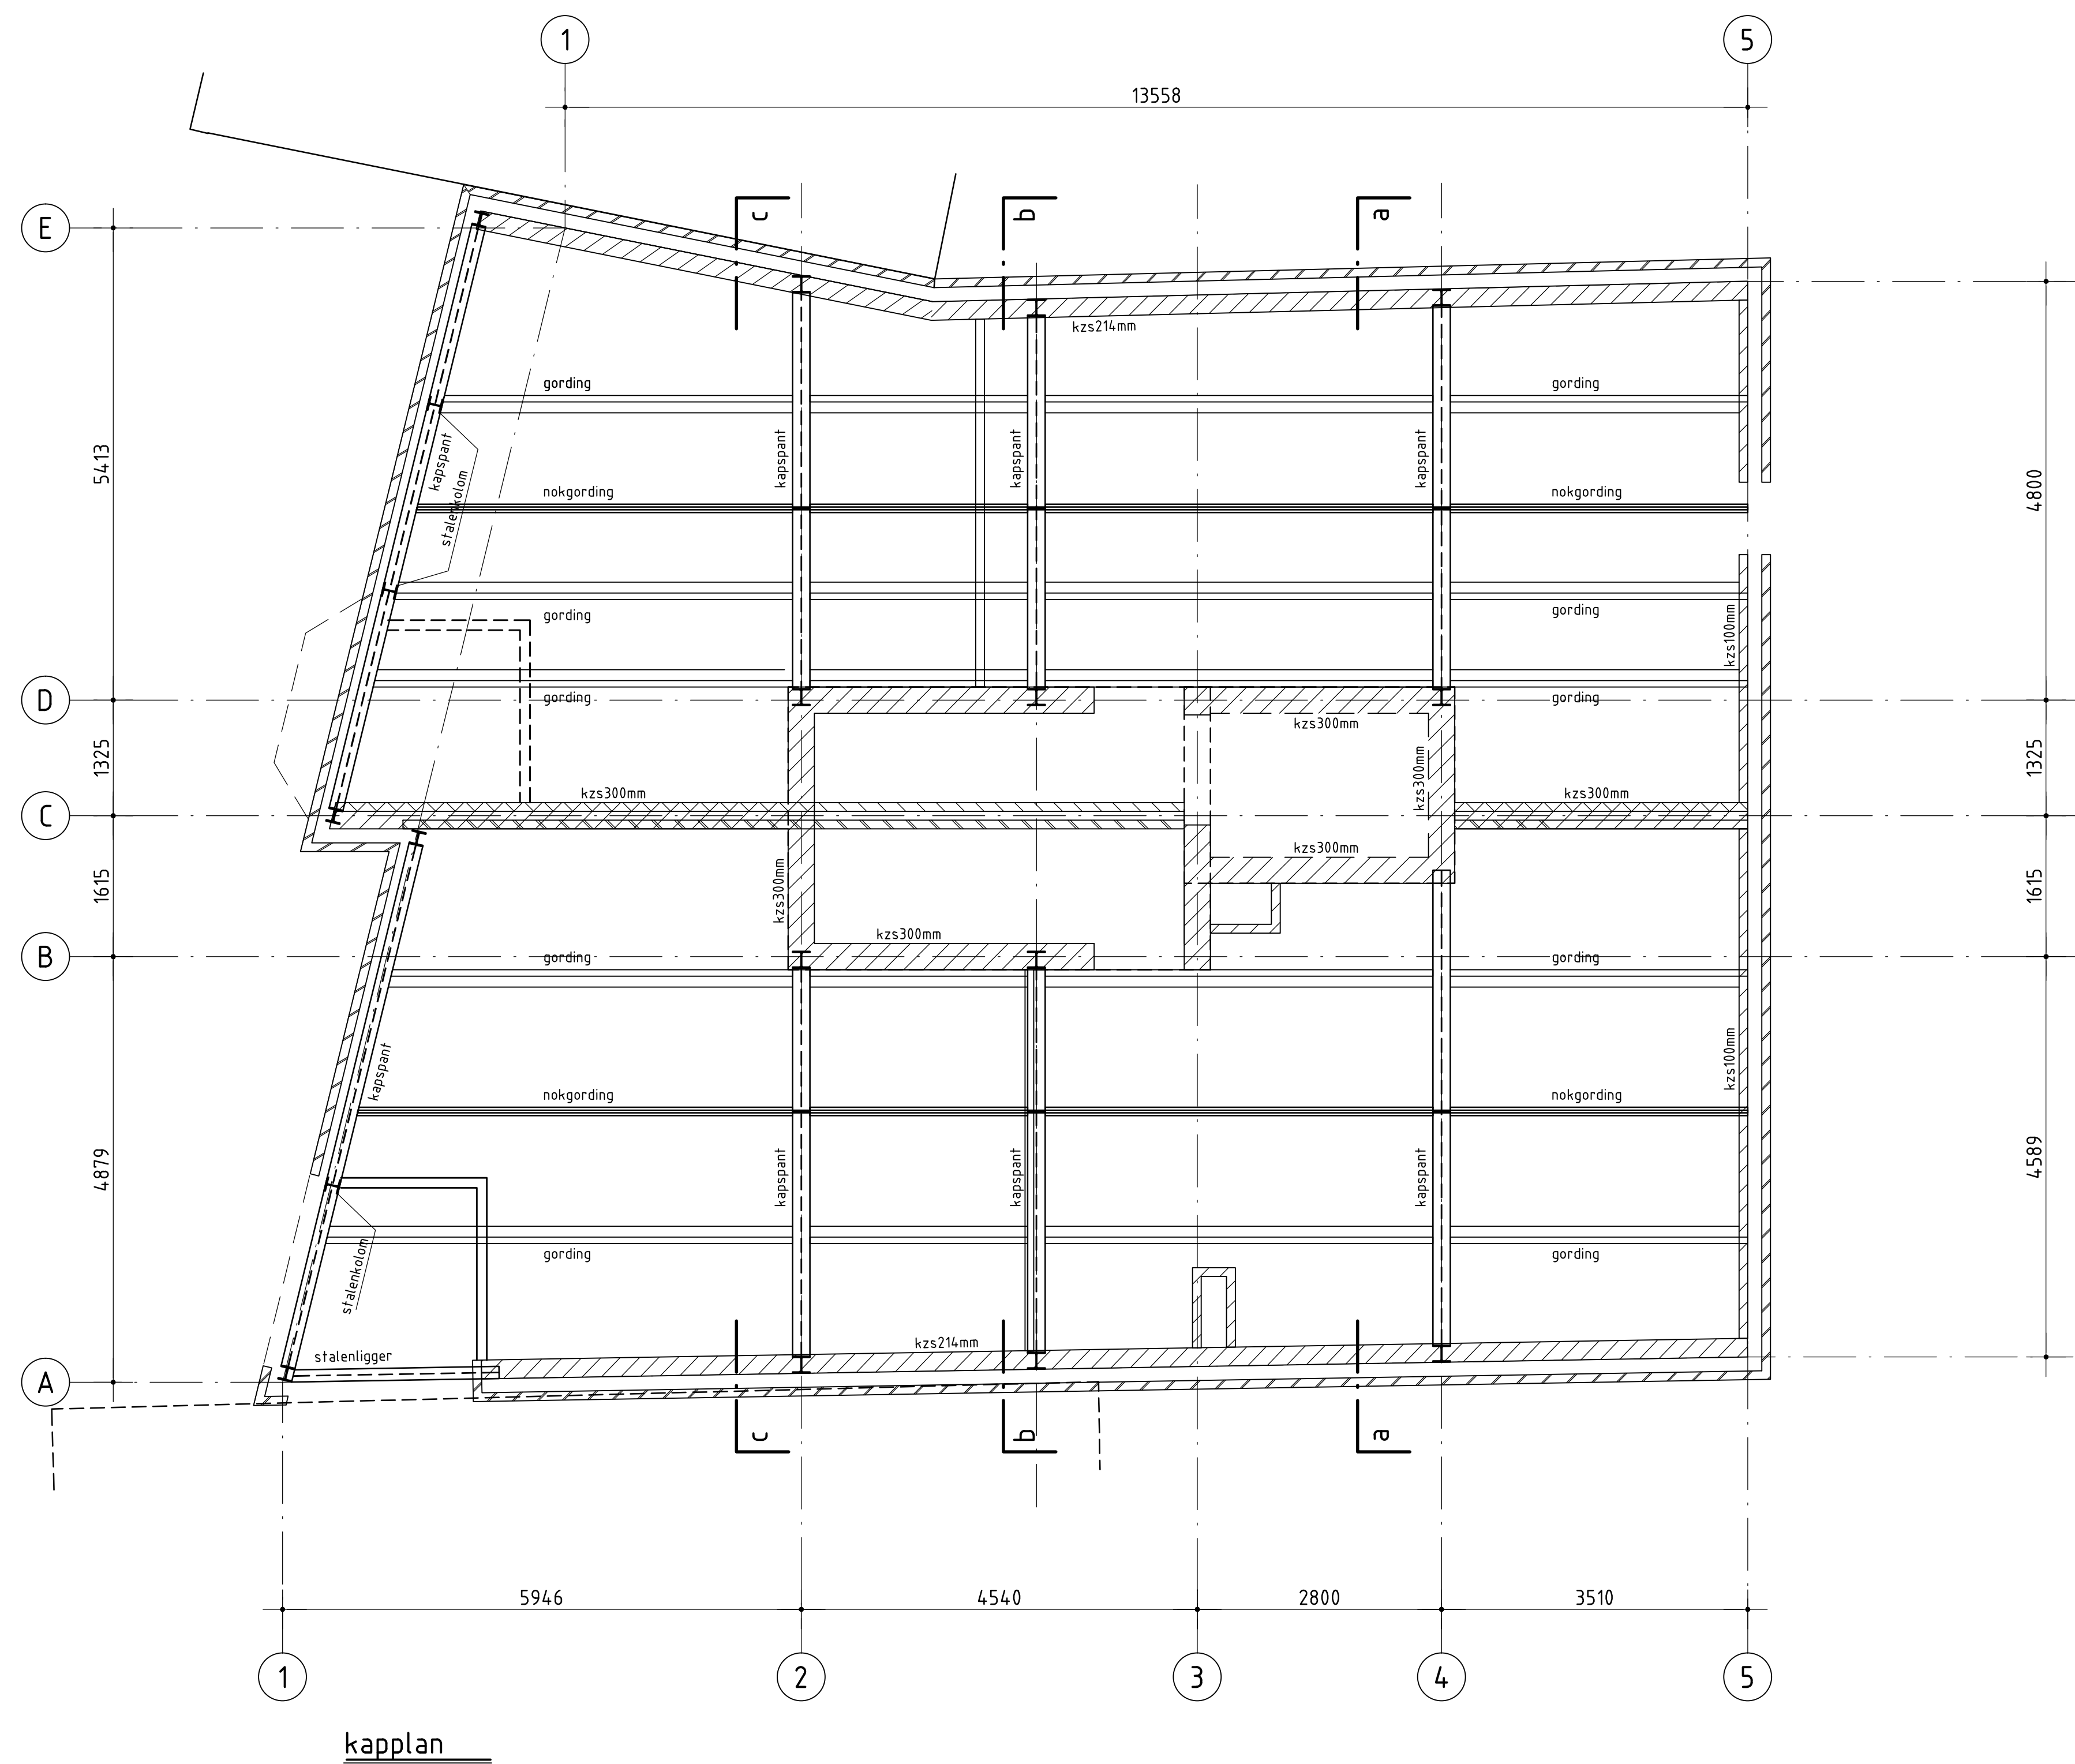 1
5
13558
c
b
a
E
kzs214mm
gording
gording
kapspant
kapspant
kapspant
kapspant
5413
4800
stalenkolom
nokgording
nokgording
gording
gording
kzs100mm
D
gording
gording
kzs300mm
1325
1325
kzs300mm
kzs300mm
kzs300mm
C
kzs300mm
1615
kzs300mm
1615
kzs300mm
B
gording
gording
kapspant
kzs100mm
nokgording
nokgording
4879
kapspant
kapspant
kapspant
4589
gording
gording
stalenkolom
kzs214mm
stalenligger
A
c
b
a
5946
4540
2800
3510
1
2
3
4
5
kapplan